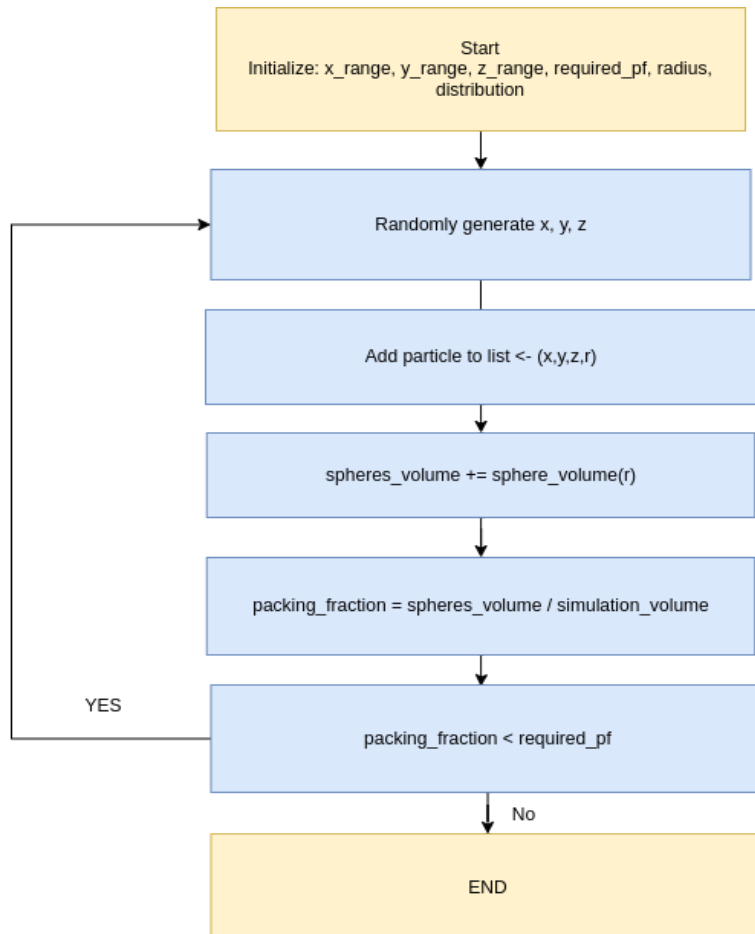 Start
Initialize: x_range, y_range, z_range, required_pf, radius,
distribution
Randomly generate x, y, z
Add particle to list <- (x,y,z,r)
spheres_volume += sphere_volume(r)
packing_fraction = spheres_volume / simulation_volume
YES
packing_fraction < required_pf
No
END